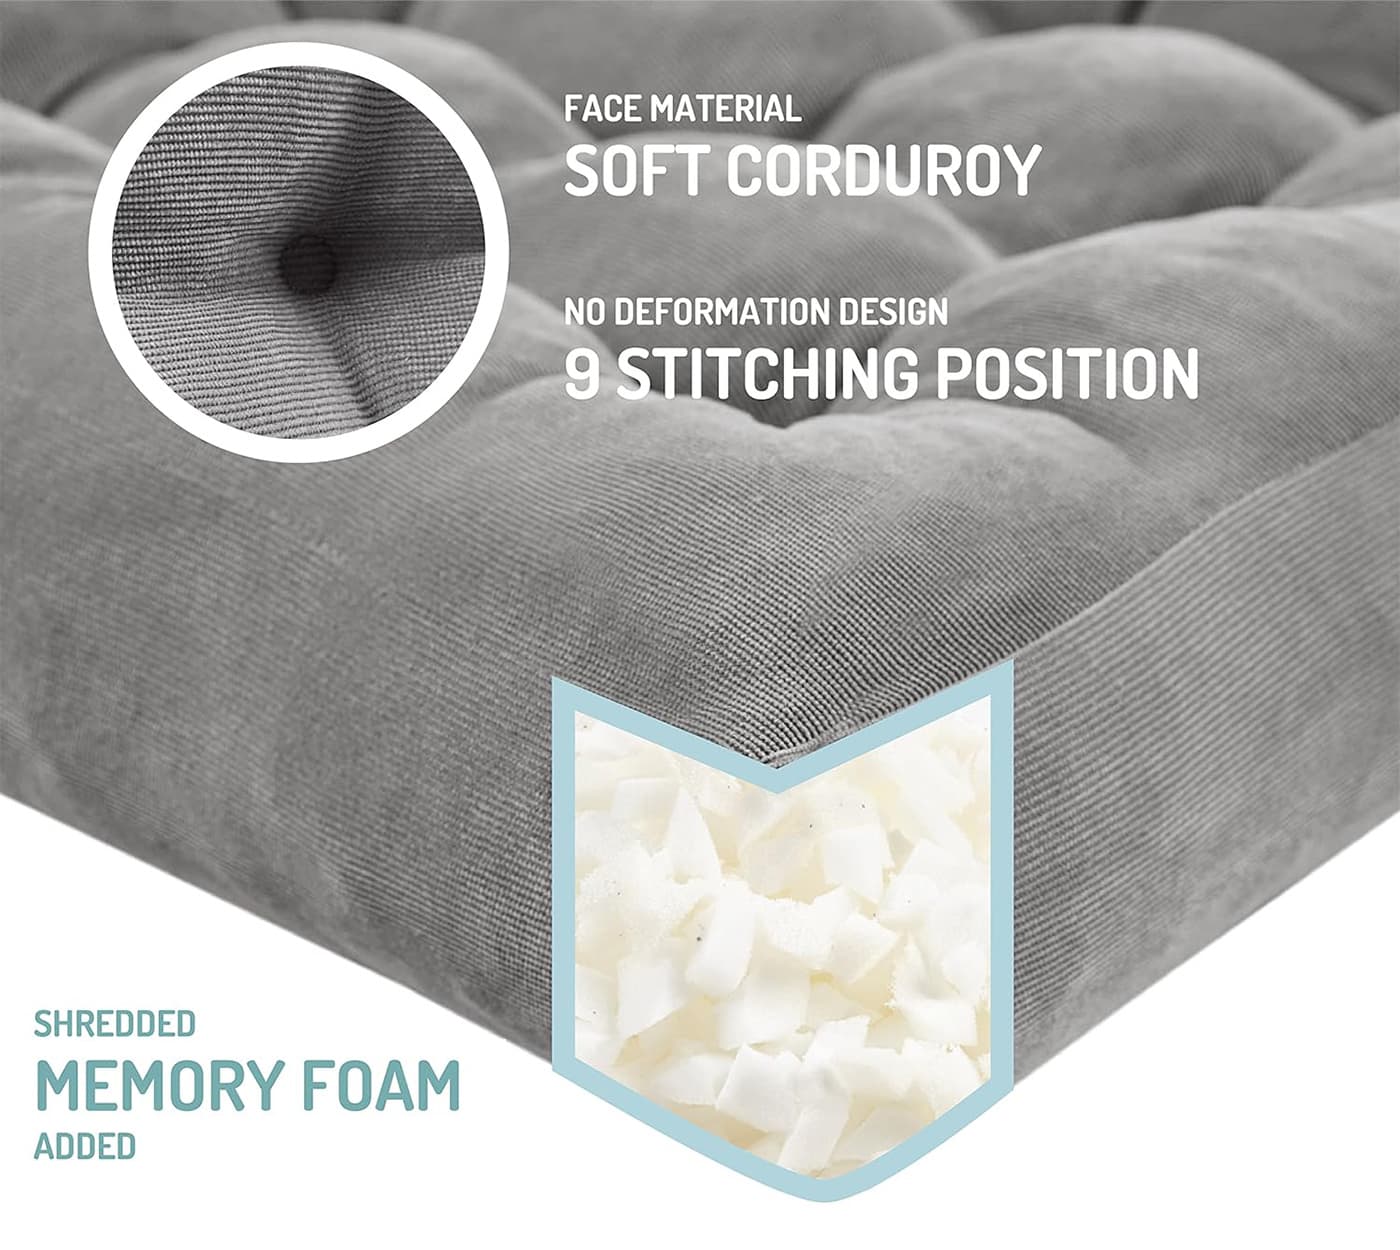 FACE MATERIAL
SOFT CORDUROY
NO DEFORMATION DESIGN
9 STITCHING POSITION
SHREDDED
MEMORY FOAM
ADDED